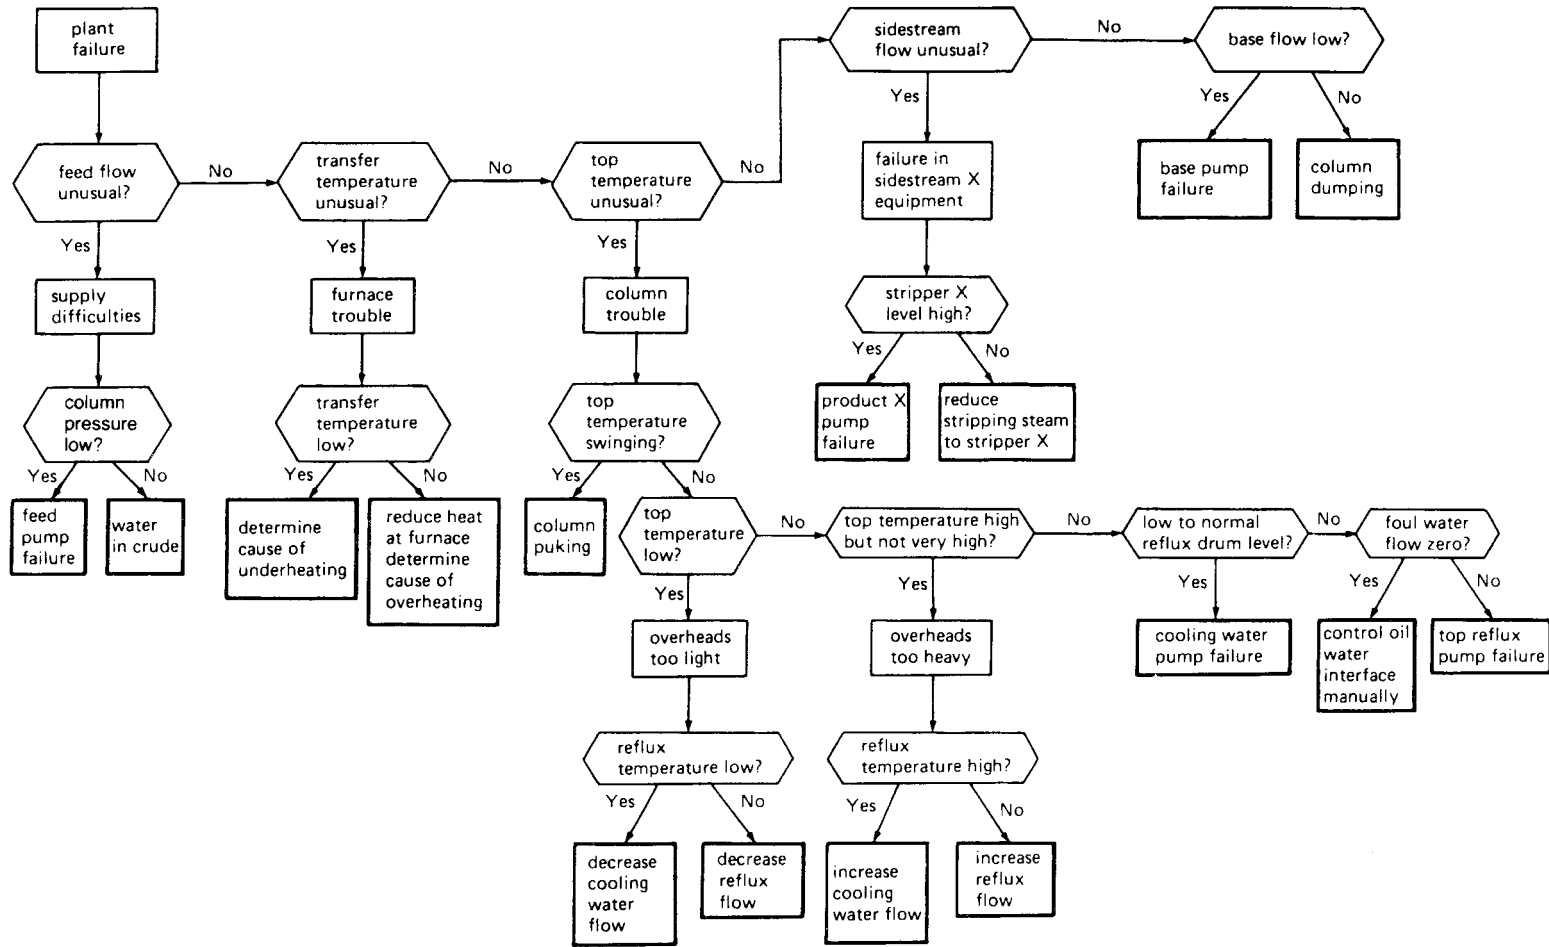 plant
failure
feed flow
unusual?
No
Yes
supply
difficulties
column
pressure
low?
Yes
No
feed
pump
failure
water
in crude
transfer
temperature
unusual?
No
Yes
furnace
trouble
transfer
temperature
low?
Yes
No
determine
cause of
underheating
reduce heat
at furnace
determine
cause of
overheating
top
temperature
unusual?
No
Yes
column
trouble
top
temperature
swinging?
Yes
No
column
puking
top
temperature
low?
No
Yes
overheads
too light
reflux
temperature low?
Yes
No
decrease
cooling
water
flow
decrease
reflux
flow
top temperature high
but not very high?
No
Yes
overheads
too heavy
reflux
temperature high?
Yes
No
increase
cooling
water flow
increase
reflux
flow
low to normal
reflux drum level?
No
Yes
cooling water
pump failure
foul water
flow zero?
Yes
No
control oil
water
interface
manually
top reflux
pump failure
sidestream
flow unusual?
No
Yes
failure in
sidestream X
equipment
stripper X
level high?
Yes
No
product X
pump
failure
reduce
stripping steam
to stripper X
base flow low?
Yes
No
base pump
failure
column
dumping